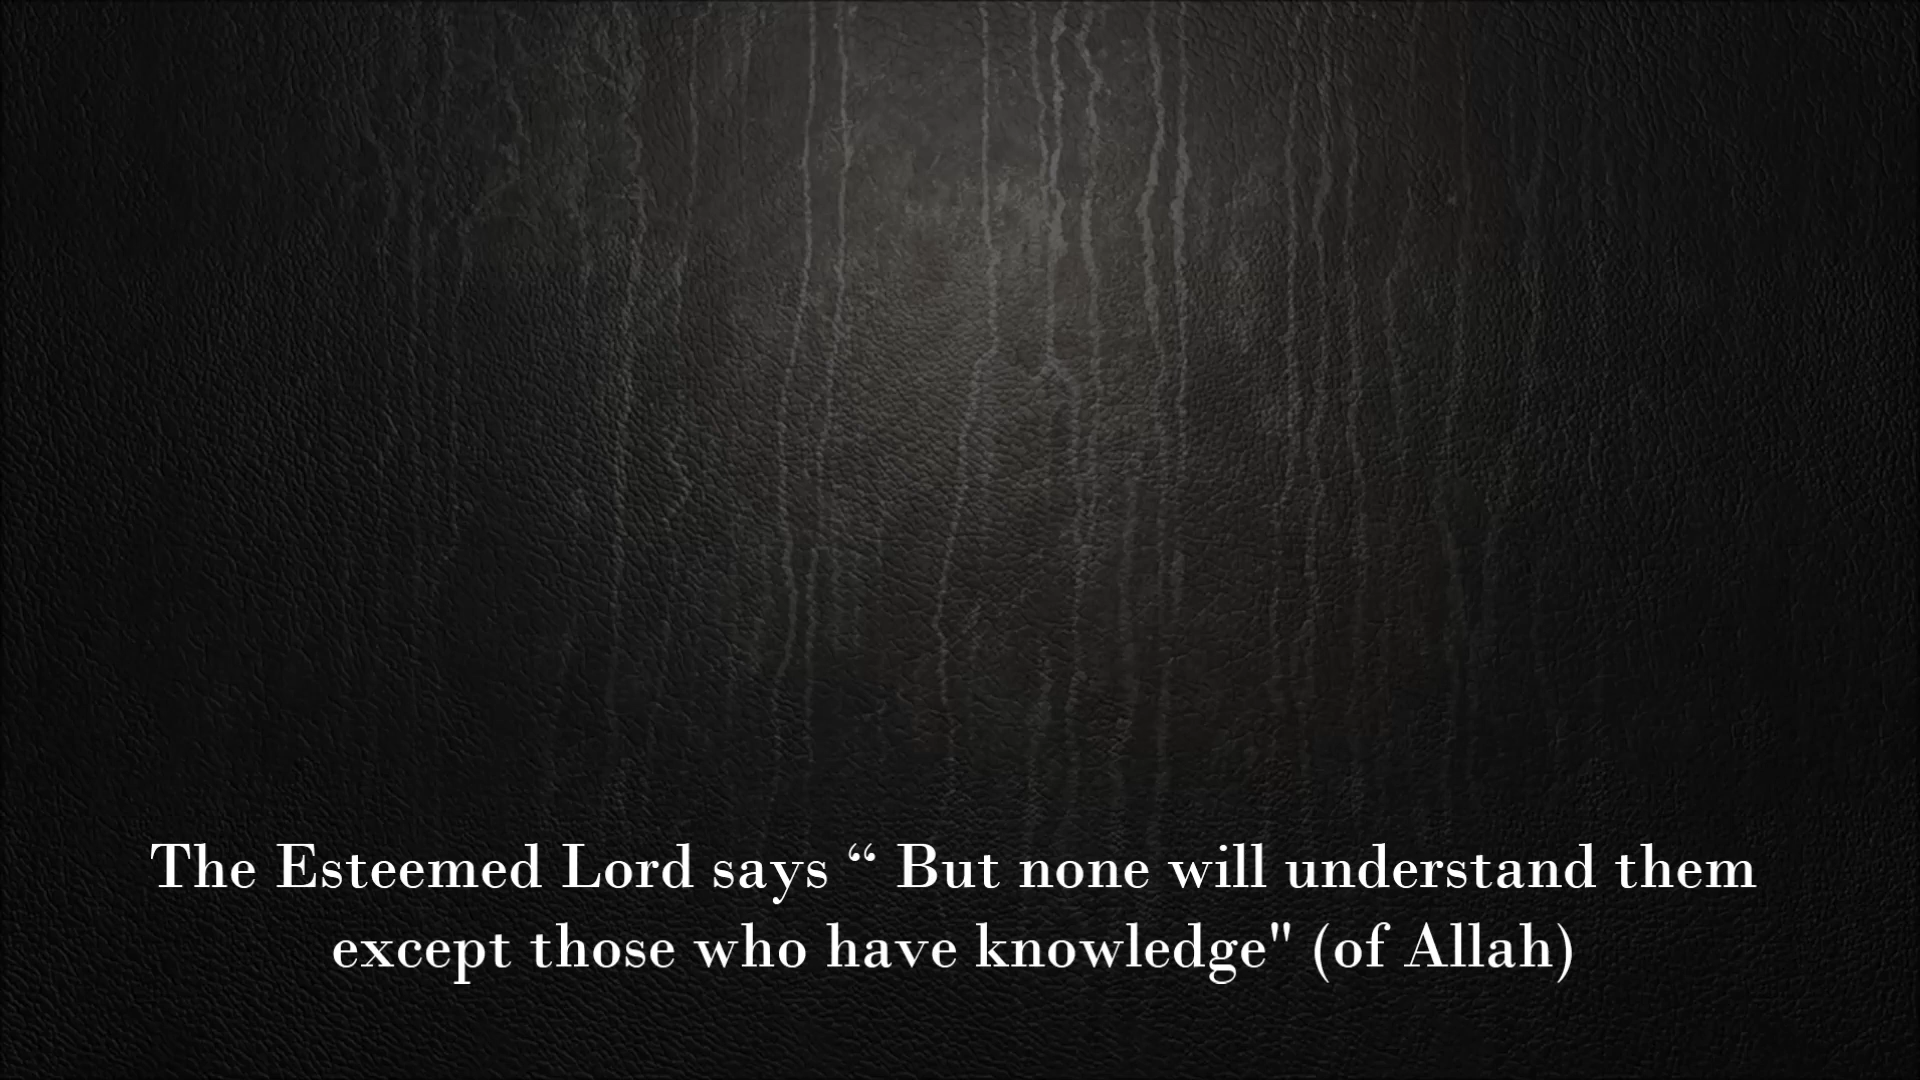 The Esteemed Lord says “ But none will understand them
except those who have knowledge" (of Allah)